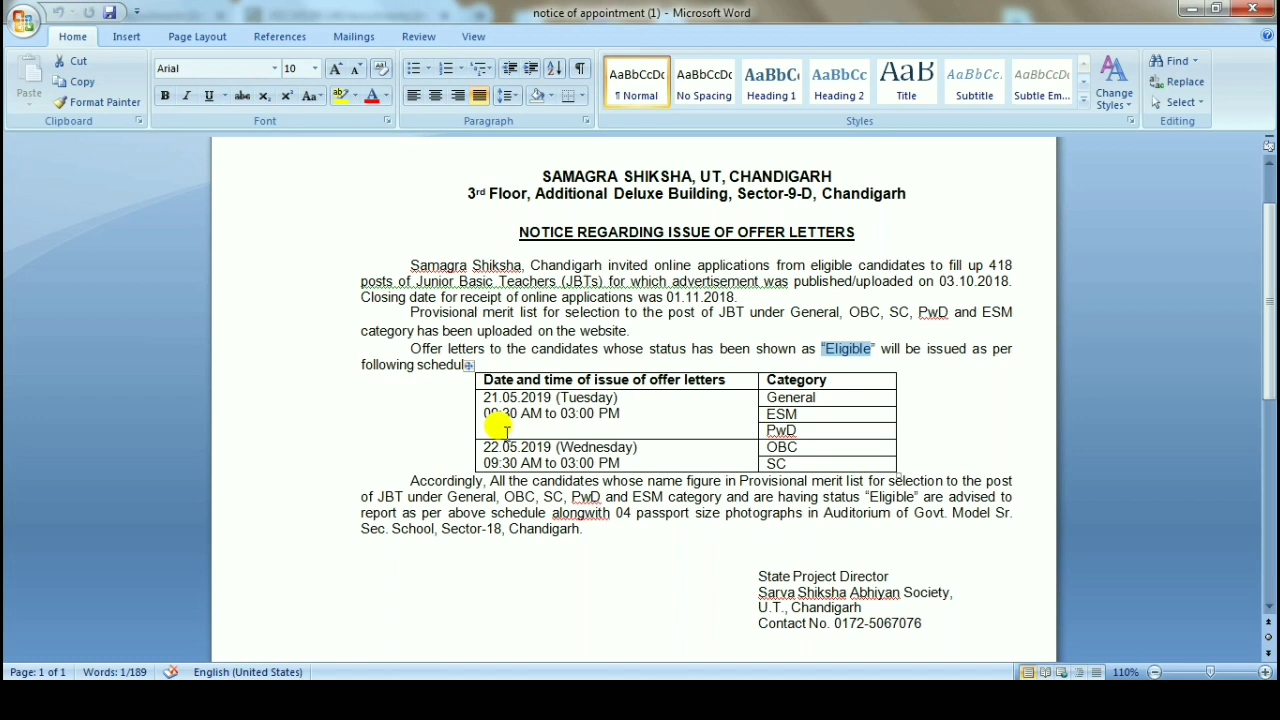 notice of appointment (1) - Microsoft Word
Home Insert Page Layout References Mailings Review View
Paste Cut Copy Format Painter Clipboard
Arial 10 Font
Paragraph
AaBbCcDc AaBbCcDc AaBbC AaBbCc AaB AaBbCc. AaBbCcDc
¶ Normal No Spacing Heading 1 Heading 2 Title Subtitle Subtle Em...
Change Styles Styles
Find Replace Select Editing
SAMAGRA SHIKSHA, UT, CHANDIGARH
3rd Floor, Additional Deluxe Building, Sector-9-D, Chandigarh
NOTICE REGARDING ISSUE OF OFFER LETTERS
Samagra Shiksha, Chandigarh invited online applications from eligible candidates to fill up 418
posts of Junior Basic Teachers (JBTs) for which advertisement was published/uploaded on 03.10.2018.
Closing date for receipt of online applications was 01.11.2018.
Provisional merit list for selection to the post of JBT under General, OBC, SC, PwD and ESM
category has been uploaded on the website.
Offer letters to the candidates whose status has been shown as “Eligible” will be issued as per
following schedul
Date and time of issue of offer letters Category
21.05.2019 (Tuesday) General
09:30 AM to 03:00 PM ESM
PwD
22.05.2019 (Wednesday) OBC
09:30 AM to 03:00 PM SC
Accordingly, All the candidates whose name figure in Provisional merit list for selection to the post
of JBT under General, OBC, SC, PwD and ESM category and are having status “Eligible” are advised to
report as per above schedule alongwith 04 passport size photographs in Auditorium of Govt. Model Sr.
Sec. School, Sector-18, Chandigarh.
State Project Director
Sarva Shiksha Abhiyan Society,
U.T., Chandigarh
Contact No. 0172-5067076
Page: 1 of 1 Words: 1/189 English (United States) 110%